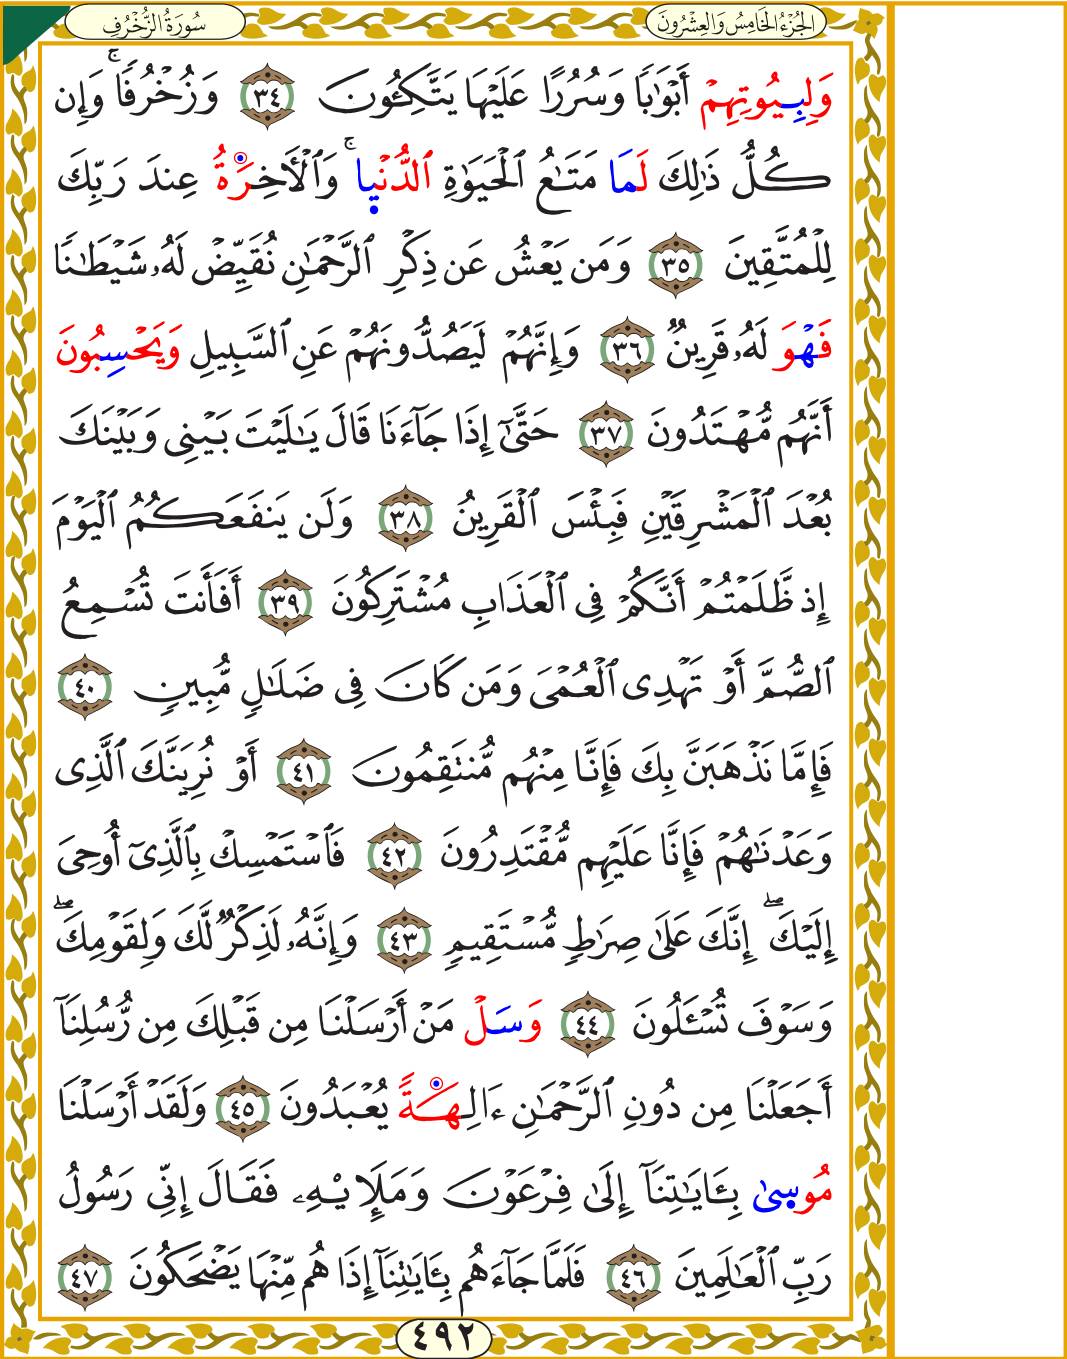 سُورَةُ الزُّخْرُفِ
الجُزْءُ الخَامِسُ وَالعِشْرُونَ
وَلِبِيُوتِهِمْ أَبْوَٰبًا وَسُرُرًا عَلَيْهَا يَتَّكِـُٔونَ ٣٤ وَزُخْرُفًا ۚ وَإِن
كُلُّ ذَٰلِكَ لَمَا مَتَـٰعُ ٱلْحَيَوٰةِ ٱلدُّنْيٜا ۚ وَٱلْـَٔاخِرَةُ عِندَ رَبِّكَ
لِلْمُتَّقِينَ ٣٥ وَمَن يَعْشُ عَن ذِكْرِ ٱلرَّحْمَـٰنِ نُقَيِّضْ لَهُۥ شَيْطَـٰنًا
فَهْوَ لَهُۥ قَرِينٌ ٣٦ وَإِنَّهُمْ لَيَصُدُّونَهُمْ عَنِ ٱلسَّبِيلِ وَيَحْسِبُونَ
أَنَّهُم مُّهْتَدُونَ ٣٧ حَتَّىٰٓ إِذَا جَآءَنَا قَالَ يَـٰلَيْتَ بَيْنِى وَبَيْنَكَ
بُعْدَ ٱلْمَشْرِقَيْنِ فَبِئْسَ ٱلْقَرِينُ ٣٨ وَلَن يَنفَعَكُمُ ٱلْيَوْمَ
إِذ ظَّلَمْتُمْ أَنَّكُمْ فِى ٱلْعَذَابِ مُشْتَرِكُونَ ٣٩ أَفَأَنتَ تُسْمِعُ
ٱلصُّمَّ أَوْ تَهْدِى ٱلْعُمْىَ وَمَن كَانَ فِى ضَلَـٰلٍ مُّبِينٍ ٤٠
فَإِمَّا نَذْهَبَنَّ بِكَ فَإِنَّا مِنْهُم مُّنتَقِمُونَ ٤١ أَوْ نُرِيَنَّكَ ٱلَّذِى
وَعَدْنَـٰهُمْ فَإِنَّا عَلَيْهِم مُّقْتَدِرُونَ ٤٢ فَٱسْتَمْسِكْ بِٱلَّذِىٓ أُوحِىَ
إِلَيْكَ ۖ إِنَّكَ عَلَىٰ صِرَٰطٍ مُّسْتَقِيمٍ ٤٣ وَإِنَّهُۥ لَذِكْرٌ لَّكَ وَلِقَوْمِكَ ۖ
وَسَوْفَ تُسْـَٔلُونَ ٤٤ وَسَلْ مَنْ أَرْسَلْنَا مِن قَبْلِكَ مِن رُّسُلِنَآ
أَجَعَلْنَا مِن دُونِ ٱلرَّحْمَـٰنِ ءَالِهَةً يُعْبَدُونَ ٤٥ وَلَقَدْ أَرْسَلْنَا
مُوسٜىٰ بِـَٔايَـٰتِنَآ إِلَىٰ فِرْعَوْنَ وَمَلَإِيْهِۦ فَقَالَ إِنِّى رَسُولُ
رَبِّ ٱلْعَـٰلَمِينَ ٤٦ فَلَمَّا جَآءَهُم بِـَٔايَـٰتِنَآ إِذَا هُم مِّنْهَا يَضْحَكُونَ ٤٧
٤٩٢